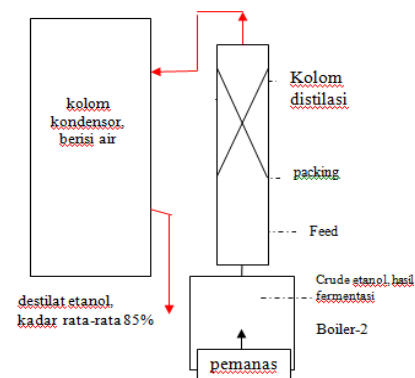 kolom
kondensor,
berisi air
Kolom
distilasi
packing
Feed
Crude etanol, hasil
fermentasi
Boiler-2
destilat etanol,
kadar rata-rata 85%
pemanas